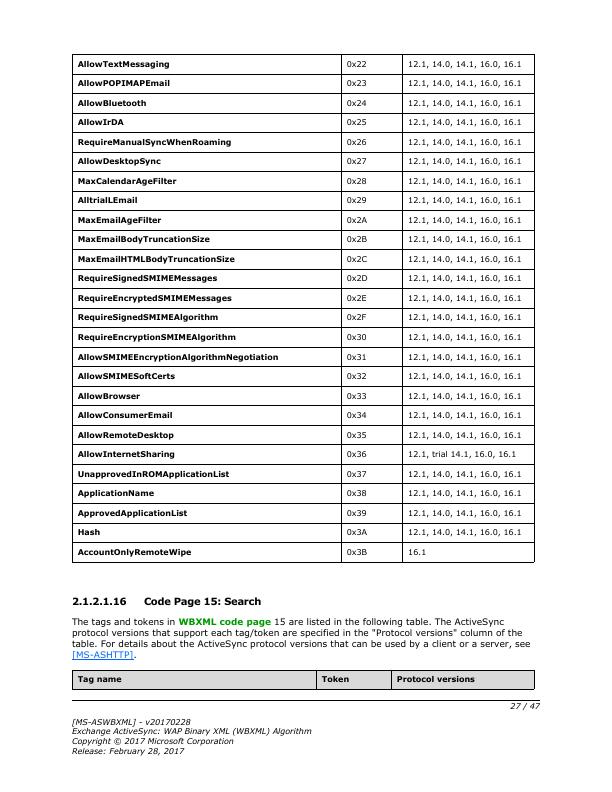 AllowTextMessaging 0x22 12.1, 14.0, 14.1, 16.0, 16.1
AllowPOPIMAPEmail 0x23 12.1, 14.0, 14.1, 16.0, 16.1
AllowBluetooth 0x24 12.1, 14.0, 14.1, 16.0, 16.1
AllowIrDA 0x25 12.1, 14.0, 14.1, 16.0, 16.1
RequireManualSyncWhenRoaming 0x26 12.1, 14.0, 14.1, 16.0, 16.1
AllowDesktopSync 0x27 12.1, 14.0, 14.1, 16.0, 16.1
MaxCalendarAgeFilter 0x28 12.1, 14.0, 14.1, 16.0, 16.1
AlltrialLEmail 0x29 12.1, 14.0, 14.1, 16.0, 16.1
MaxEmailAgeFilter 0x2A 12.1, 14.0, 14.1, 16.0, 16.1
MaxEmailBodyTruncationSize 0x2B 12.1, 14.0, 14.1, 16.0, 16.1
MaxEmailHTMLBodyTruncationSize 0x2C 12.1, 14.0, 14.1, 16.0, 16.1
RequireSignedSMIMEMessages 0x2D 12.1, 14.0, 14.1, 16.0, 16.1
RequireEncryptedSMIMEMessages 0x2E 12.1, 14.0, 14.1, 16.0, 16.1
RequireSignedSMIMEAlgorithm 0x2F 12.1, 14.0, 14.1, 16.0, 16.1
RequireEncryptionSMIMEAlgorithm 0x30 12.1, 14.0, 14.1, 16.0, 16.1
AllowSMIMEEncryptionAlgorithmNegotiation 0x31 12.1, 14.0, 14.1, 16.0, 16.1
AllowSMIMESoftCerts 0x32 12.1, 14.0, 14.1, 16.0, 16.1
AllowBrowser 0x33 12.1, 14.0, 14.1, 16.0, 16.1
AllowConsumerEmail 0x34 12.1, 14.0, 14.1, 16.0, 16.1
AllowRemoteDesktop 0x35 12.1, 14.0, 14.1, 16.0, 16.1
AllowInternetSharing 0x36 12.1, trial 14.1, 16.0, 16.1
UnapprovedInROMApplicationList 0x37 12.1, 14.0, 14.1, 16.0, 16.1
ApplicationName 0x38 12.1, 14.0, 14.1, 16.0, 16.1
ApprovedApplicationList 0x39 12.1, 14.0, 14.1, 16.0, 16.1
Hash 0x3A 12.1, 14.0, 14.1, 16.0, 16.1
AccountOnlyRemoteWipe 0x3B 16.1
2.1.2.1.16 Code Page 15: Search
The tags and tokens in WBXML code page 15 are listed in the following table. The ActiveSync
protocol versions that support each tag/token are specified in the "Protocol versions" column of the
table. For details about the ActiveSync protocol versions that can be used by a client or a server, see
[MS-ASHTTP].
Tag name Token Protocol versions
27 / 47
[MS-ASWBXML] - v20170228
Exchange ActiveSync: WAP Binary XML (WBXML) Algorithm
Copyright © 2017 Microsoft Corporation
Release: February 28, 2017